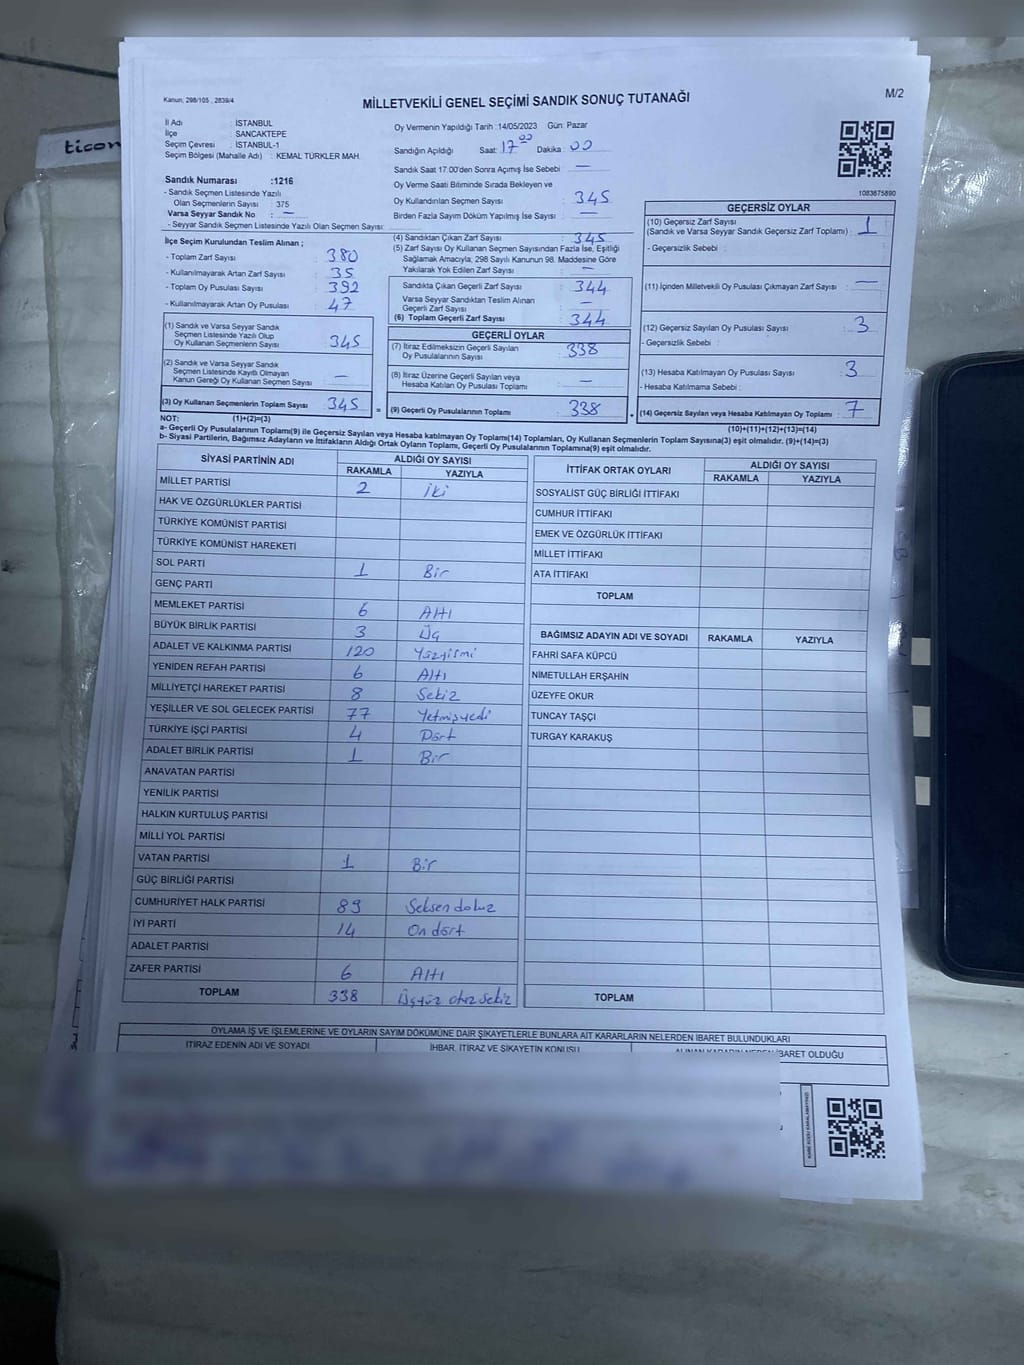 Kanun; 298/105 , 2839/4
MİLLETVEKİLİ GENEL SEÇİMİ SANDIK SONUÇ TUTANAĞI
M/2
ticon
İl Adı : İSTANBUL
İlçe SANCAKTEPE
Seçim Çevresi : İSTANBUL-1
Seçim Bölgesi (Mahalle Adı) : KEMAL TÜRKLER MAH.
Oy Vermenin Yapıldığı Tarih :14/05/2023 Gün: Pazar
Sandığın Açıldığı Saat: 17 00 Dakika: 00
Sandık Saat 17.00'den Sonra Açımış İse Sebebi : —
Sandık Numarası :1216
- Sandık Seçmen Listesinde Yazılı
Olan Seçmenlerin Sayısı : 375
Varsa Seyyar Sandık No : —
- Seyyar Sandık Seçmen Listesinde Yazılı Olan Seçmen Sayısı:
Oy Verme Saati Bitiminde Sırada Bekleyen ve
Oy Kullandırılan Seçmen Sayısı : 345
Birden Fazla Sayım Döküm Yapılmış İse Sayısı : —
1083675890
İlçe Seçim Kurulundan Teslim Alınan ;
- Toplam Zarf Sayısı : 380
- Kullanılmayarak Artan Zarf Sayısı : 35
- Toplam Oy Pusulası Sayısı : 392
- Kullanılmayarak Artan Oy Pusulası : 47
(1) Sandık ve Varsa Seyyar Sandık
Seçmen Listesinde Yazılı Olup
Oy Kullanan Seçmenlerin Sayısı : 345
(2) Sandık ve Varsa Seyyar Sandık
Seçmen Listesinde Kayıtlı Olmayan
Kanun Gereği Oy Kullanan Seçmen Sayısı : —
(3) Oy Kullanan Seçmenlerin Toplam Sayısı : 345
(4) Sandıktan Çıkan Zarf Sayısı : 345
(5) Zarf Sayısı Oy Kullanan Seçmen Sayısından Fazla İse, Eşitliği
Sağlamak Amacıyla; 298 Sayılı Kanunun 98. Maddesine Göre
Yakılarak Yok Edilen Zarf Sayısı : —
Sandıkta Çıkan Geçerli Zarf Sayısı : 344
Varsa Seyyar Sandıktan Teslim Alınan
Geçerli Zarf Sayısı : —
(6) Toplam Geçerli Zarf Sayısı : 344
GEÇERLİ OYLAR
(7) İtiraz Edilmeksizin Geçerli Sayılan
Oy Pusulalarının Sayısı : 338
(8) İtiraz Üzerine Geçerli Sayılan veya
Hesaba Katılan Oy Pusulası Toplamı : —
= (9) Geçerli Oy Pusulalarının Toplamı : 338
GEÇERSİZ OYLAR
(10) Geçersiz Zarf Sayısı
(Sandık ve Varsa Seyyar Sandık Geçersiz Zarf Toplamı) : 1
- Geçersizlik Sebebi :
(11) İçinden Milletvekili Oy Pusulası Çıkmayan Zarf Sayısı : —
(12) Geçersiz Sayılan Oy Pusulası Sayısı : 3
- Geçersizlik Sebebi :
(13) Hesaba Katılmayan Oy Pusulası Sayısı : 3
- Hesaba Katılmama Sebebi :
+ (14) Geçersiz Sayılan veya Hesaba Katılmayan Oy Toplamı : 7
NOT: (1)+(2)=(3)
(10)+(11)+(12)+(13)=(14)
a- Geçerli Oy Pusulalarının Toplamı(9) ile Geçersiz Sayılan veya Hesaba katılmayan Oy Toplamı(14) Toplamları, Oy Kullanan Seçmenlerin Toplam Sayısına(3) eşit olmalıdır. (9)+(14)=(3)
b- Siyasi Partilerin, Bağımsız Adayların ve İttifakların Aldığı Ortak Oyların Toplamı, Geçerli Oy Pusulalarının Toplamına(9) eşit olmalıdır.
SİYASİ PARTİNİN ADI ALDIĞI OY SAYISI
RAKAMLA YAZIYLA
MİLLET PARTİSİ 2 iki
HAK VE ÖZGÜRLÜKLER PARTİSİ
TÜRKİYE KOMÜNİST PARTİSİ
TÜRKİYE KOMÜNİST HAREKETİ
SOL PARTİ 1 Bir
GENÇ PARTİ
MEMLEKET PARTİSİ 6 Altı
BÜYÜK BİRLİK PARTİSİ 3 Üç
ADALET VE KALKINMA PARTİSİ 120 Yüzyirmi
YENİDEN REFAH PARTİSİ 6 Altı
MİLLİYETÇİ HAREKET PARTİSİ 8 Sekiz
YEŞİLLER VE SOL GELECEK PARTİSİ 77 Yetmişyedi
TÜRKİYE İŞÇİ PARTİSİ 4 Dört
ADALET BİRLİK PARTİSİ 1 Bir
ANAVATAN PARTİSİ
YENİLİK PARTİSİ
HALKIN KURTULUŞ PARTİSİ
MİLLİ YOL PARTİSİ
VATAN PARTİSİ 1 Bir
GÜÇ BİRLİĞİ PARTİSİ
CUMHURİYET HALK PARTİSİ 89 Seksen dokuz
İYİ PARTİ 14 On dört
ADALET PARTİSİ
ZAFER PARTİSİ 6 Altı
TOPLAM 338 Üçyüz otuz sekiz
İTTİFAK ORTAK OYLARI ALDIĞI OY SAYISI
RAKAMLA YAZIYLA
SOSYALİST GÜÇ BİRLİĞİ İTTİFAKI
CUMHUR İTTİFAKI
EMEK VE ÖZGÜRLÜK İTTİFAKI
MİLLET İTTİFAKI
ATA İTTİFAKI
TOPLAM
BAĞIMSIZ ADAYIN ADI VE SOYADI RAKAMLA YAZIYLA
FAHRİ SAFA KÜPCÜ
NİMETULLAH ERŞAHİN
ÜZEYFE OKUR
TUNCAY TAŞÇI
TURGAY KARAKUŞ
TOPLAM
OYLAMA İŞ VE İŞLEMLERİNE VE OYLARIN SAYIM DÖKÜMÜNE DAİR ŞİKAYETLERLE BUNLARA AİT KARARLARIN NELERDEN İBARET BULUNDUKLARI
İTİRAZ EDENİN ADI VE SOYADI İHBAR, İTİRAZ VE ŞİKAYETİN KONUSU ALINAN KARARIN NEDEN İBARET OLDUĞU